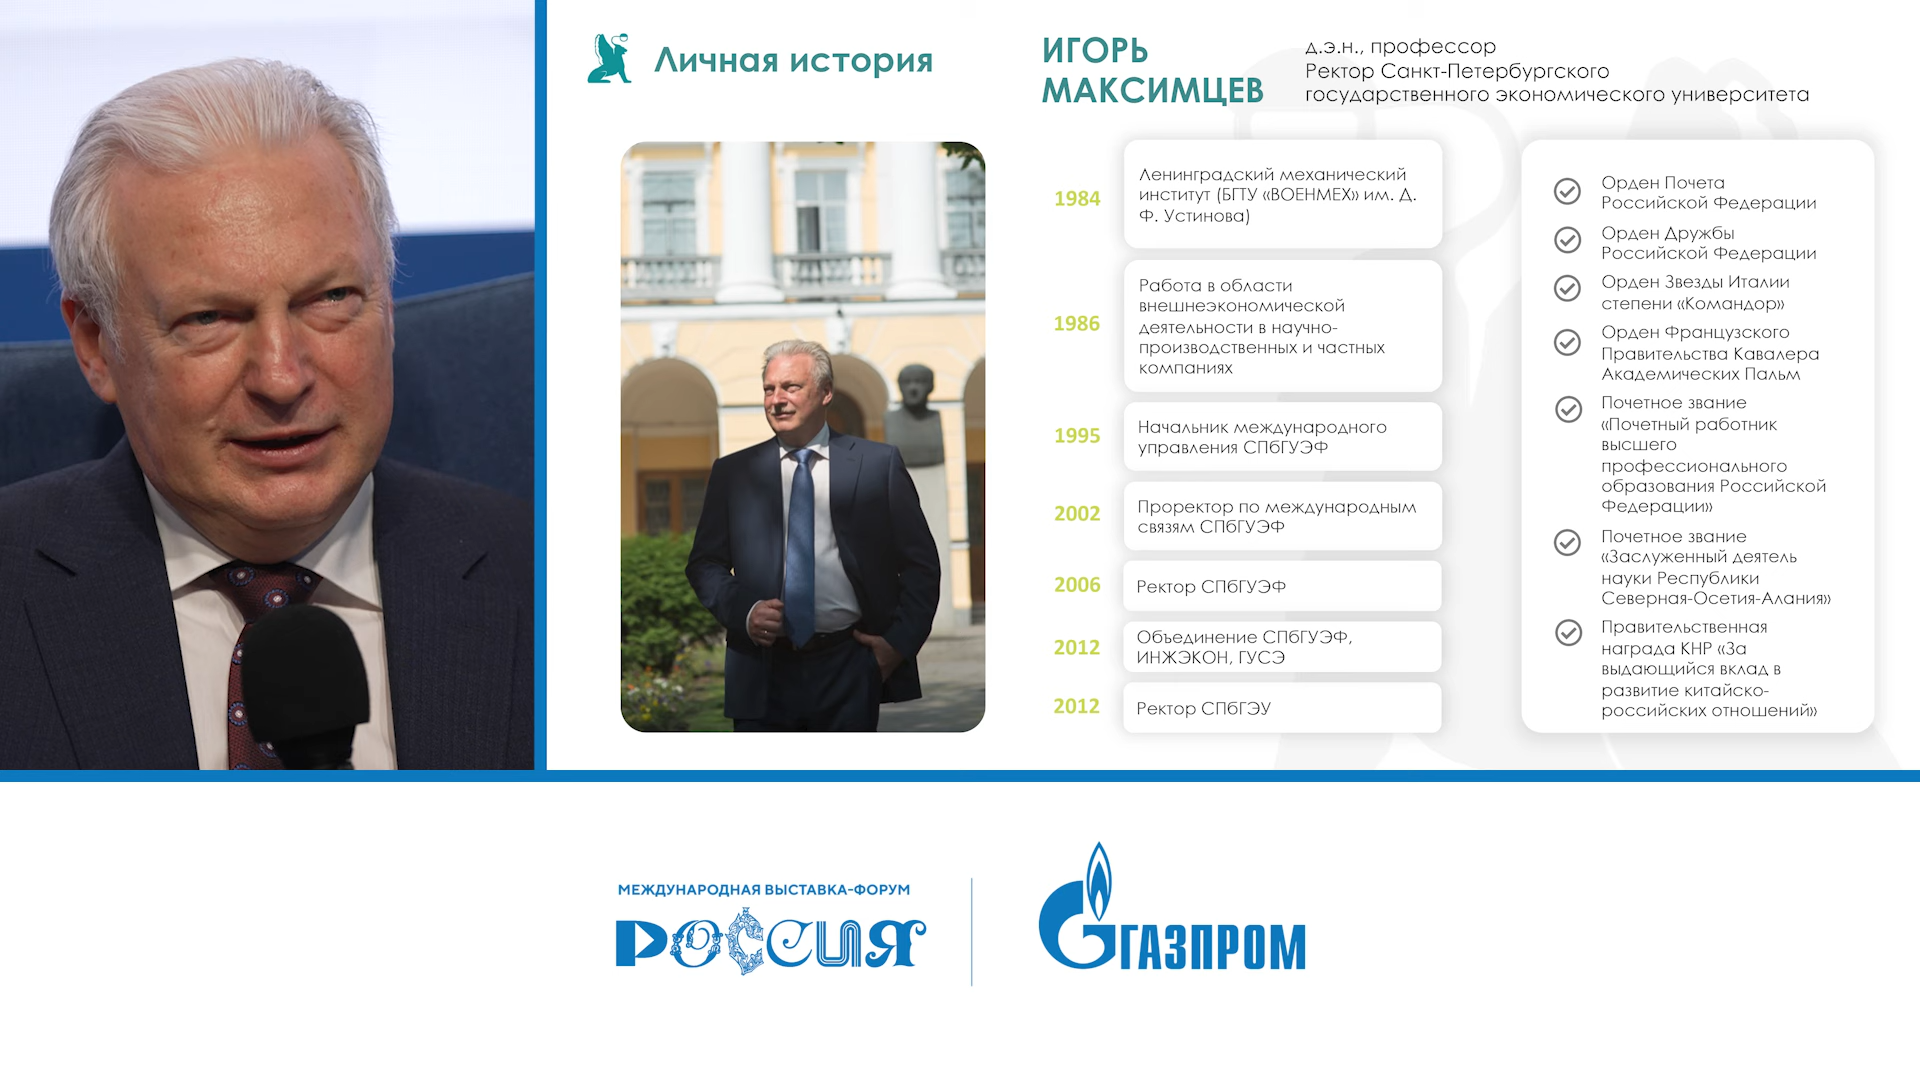 Личная история
ИГОРЬ
МАКСИМЦЕВ
д.э.н., профессор
Ректор Санкт-Петербургского
государственного экономического университета
1984
Ленинградский механический
институт (БГТУ «ВОЕНМЕХ» им. Д.
Ф. Устинова)
1986
Работа в области
внешнеэкономической
деятельности в научно-
производственных и частных
компаниях
1995
Начальник международного
управления СПбГУЭФ
2002
Проректор по международным
связям СПбГУЭФ
2006
Ректор СПбГУЭФ
2012
Объединение СПбГУЭФ,
ИНЖЭКОН, ГУСЭ
2012
Ректор СПбГЭУ
Орден Почета
Российской Федерации
Орден Дружбы
Российской Федерации
Орден Звезды Италии
степени «Командор»
Орден Французского
Правительства Кавалера
Академических Пальм
Почетное звание
«Почетный работник
высшего
профессионального
образования Российской
Федерации»
Почетное звание
«Заслуженный деятель
науки Республики
Северная-Осетия-Алания»
Правительственная
награда КНР «За
выдающийся вклад в
развитие китайско-
российских отношений»
МЕЖДУНАРОДНАЯ ВЫСТАВКА-ФОРУМ
РОССИЯ
ГАЗПРОМ